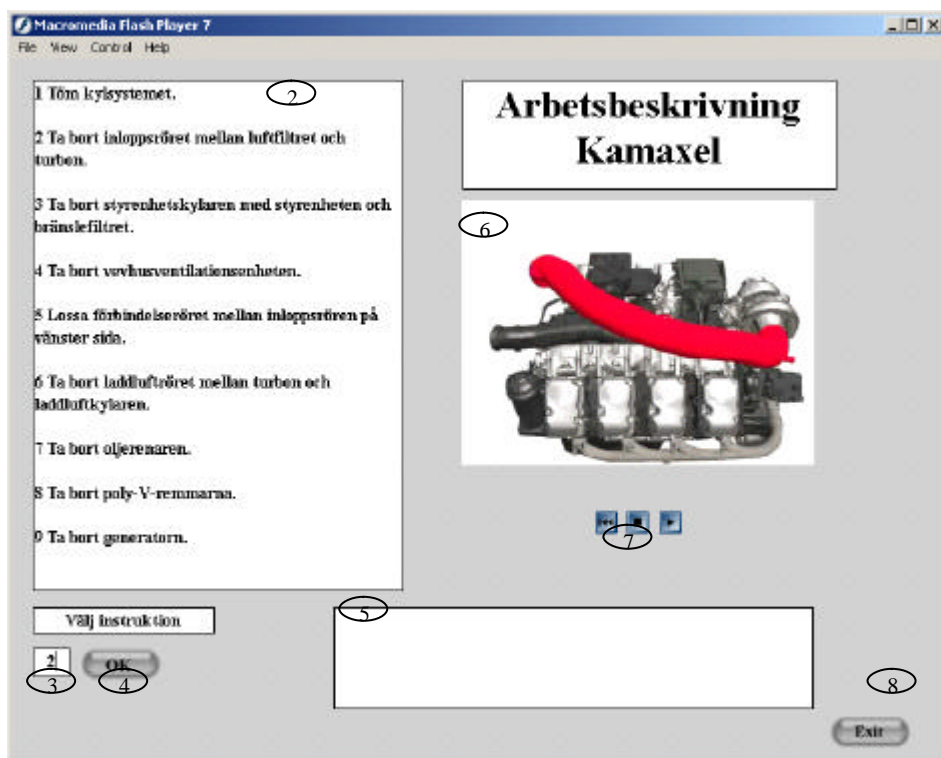 Macromedia Flash Player 7
File View Control Help
1 Töm kylsystemet.
2
2 Ta bort inloppsröret mellan luftfiltret och
turbon.
3 Ta bort styrenhetskylaren med styrenheten och
bränslefiltret.
4 Ta bort vevhusventilationsenheten.
5 Lossa förbindelseröret mellan inloppsrören på
vänster sida.
6 Ta bort laddluftröret mellan turbon och
laddluftkylaren.
7 Ta bort oljerenaren.
8 Ta bort poly-V-remmarna.
9 Ta bort generatorn.
Arbetsbeskrivning
Kamaxel
6
7
Välj instruktion
5
2
OK
3
4
8
Exit